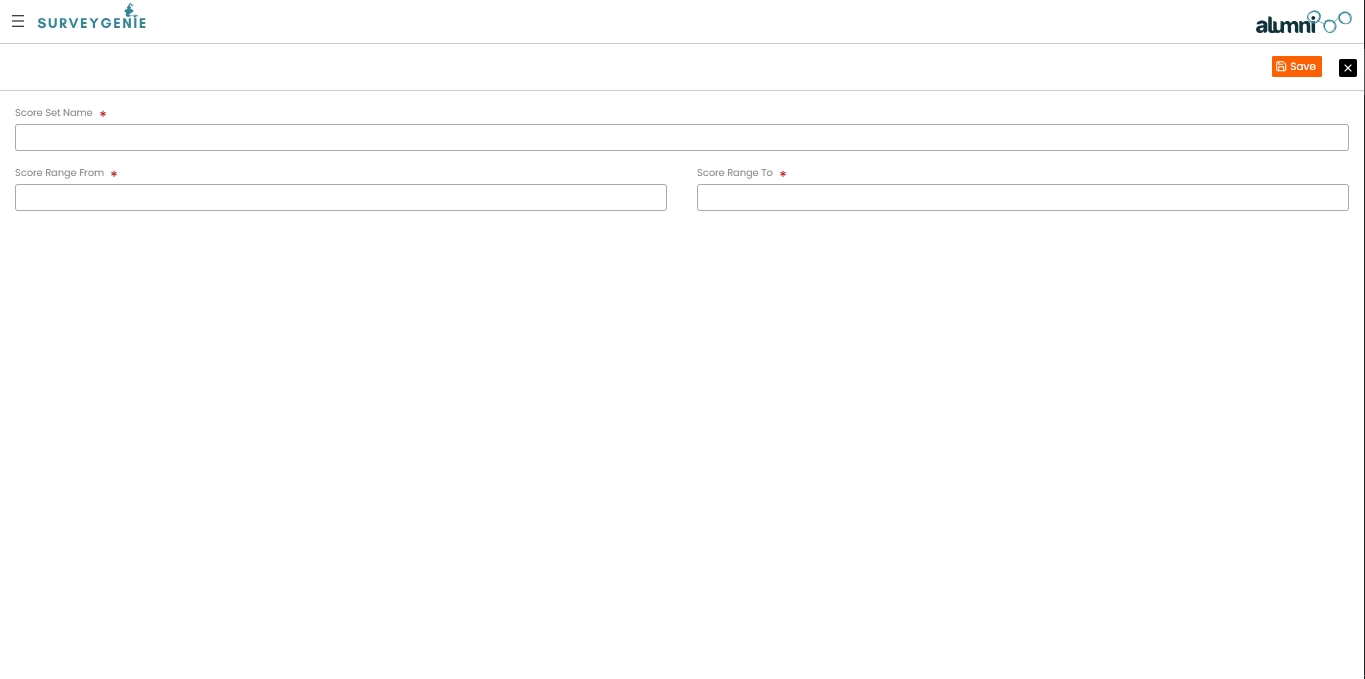 SURVEYGENIE
alumni
Save
Score Set Name *
Score Range From *
Score Range To *